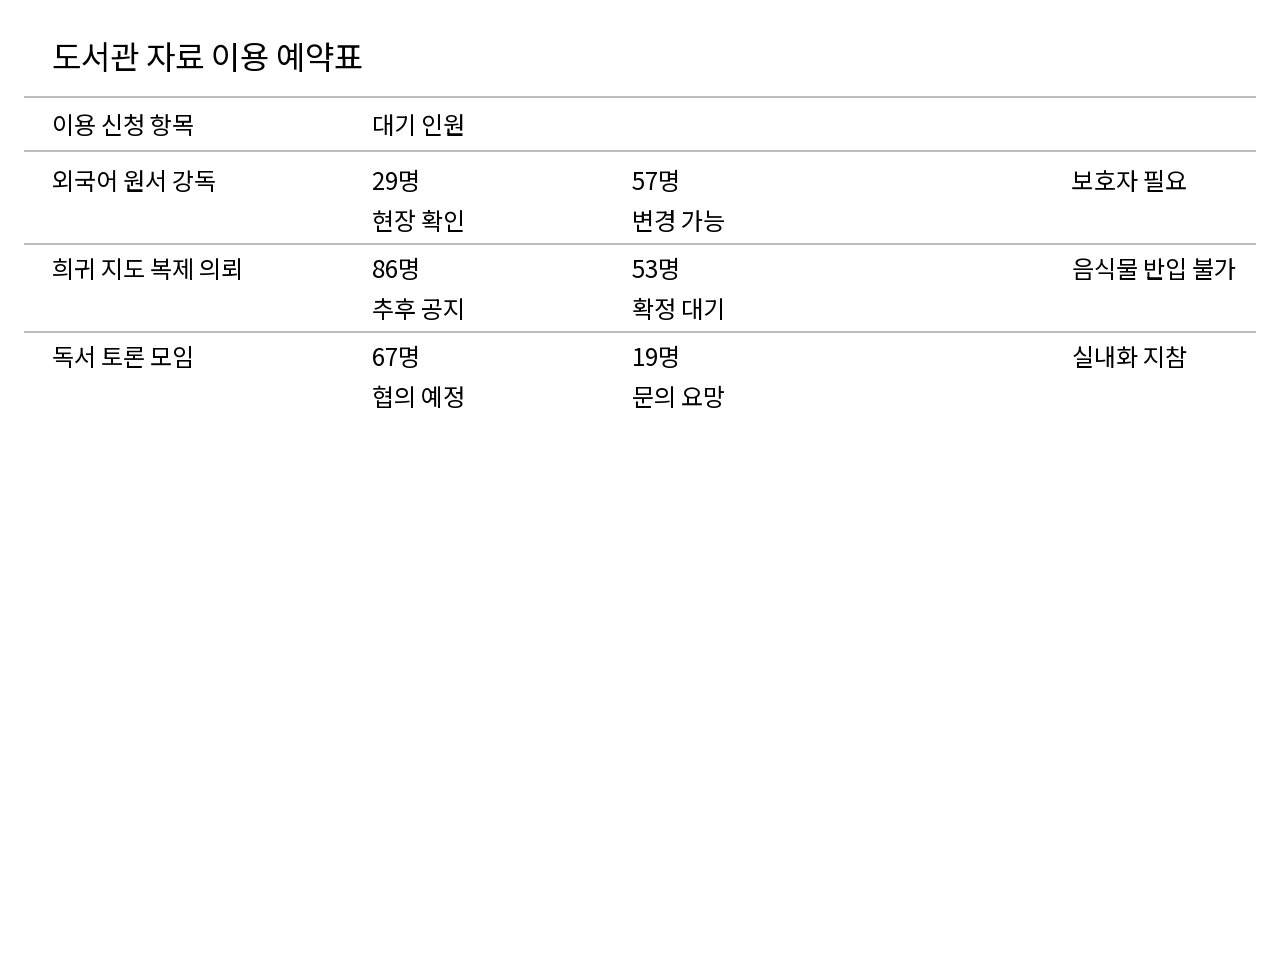 도서관 자료 이용 예약표
이용 신청 항목 대기 인원
외국어 원서 강독 29명 57명 보호자 필요
현장 확인 변경 가능
희귀 지도 복제 의뢰 86명 53명 음식물 반입 불가
추후 공지 확정 대기
독서 토론 모임 67명 19명 실내화 지참
협의 예정 문의 요망